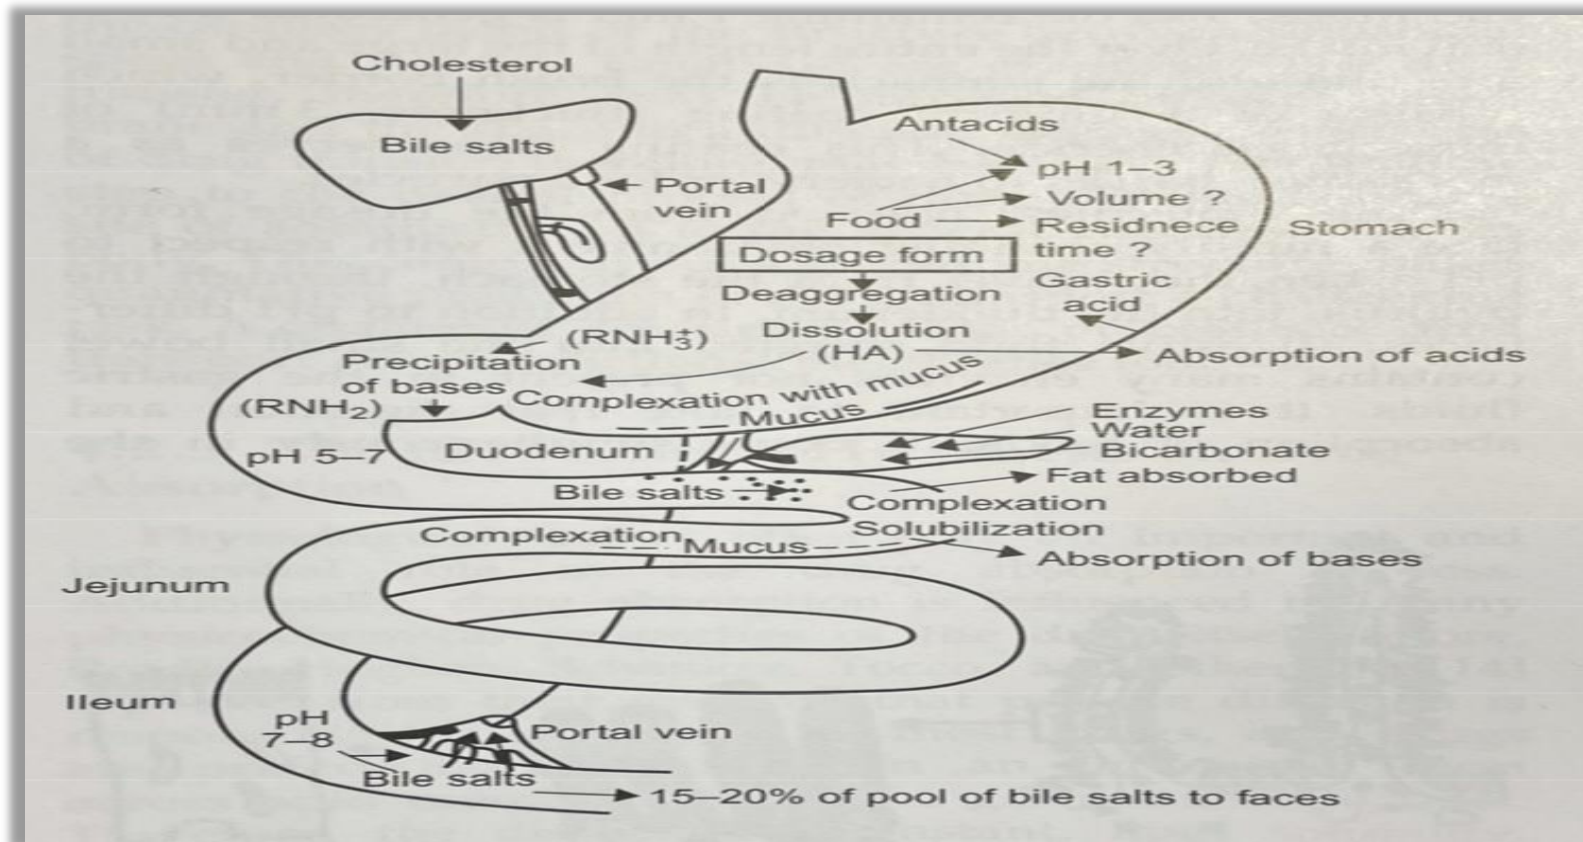 Cholesterol
Bile salts
Portal
vein
Antacids
pH 1–3
Volume ?
Food
Residnece
time ?
Stomach
Dosage form
Deaggregation
Gastric
acid
Dissolution
(HA)
(RNH₃⁺)
Absorption of acids
Precipitation
of bases
(RNH₂)
Complexation with mucus
Mucus
Enzymes
Water
Bicarbonate
pH 5–7
Duodenum
Fat absorbed
Bile salts
Complexation
Solubilization
Complexation
Mucus
Absorption of bases
Jejunum
Ileum
pH
7–8
Portal vein
Bile salts
15–20% of pool of bile salts to faces